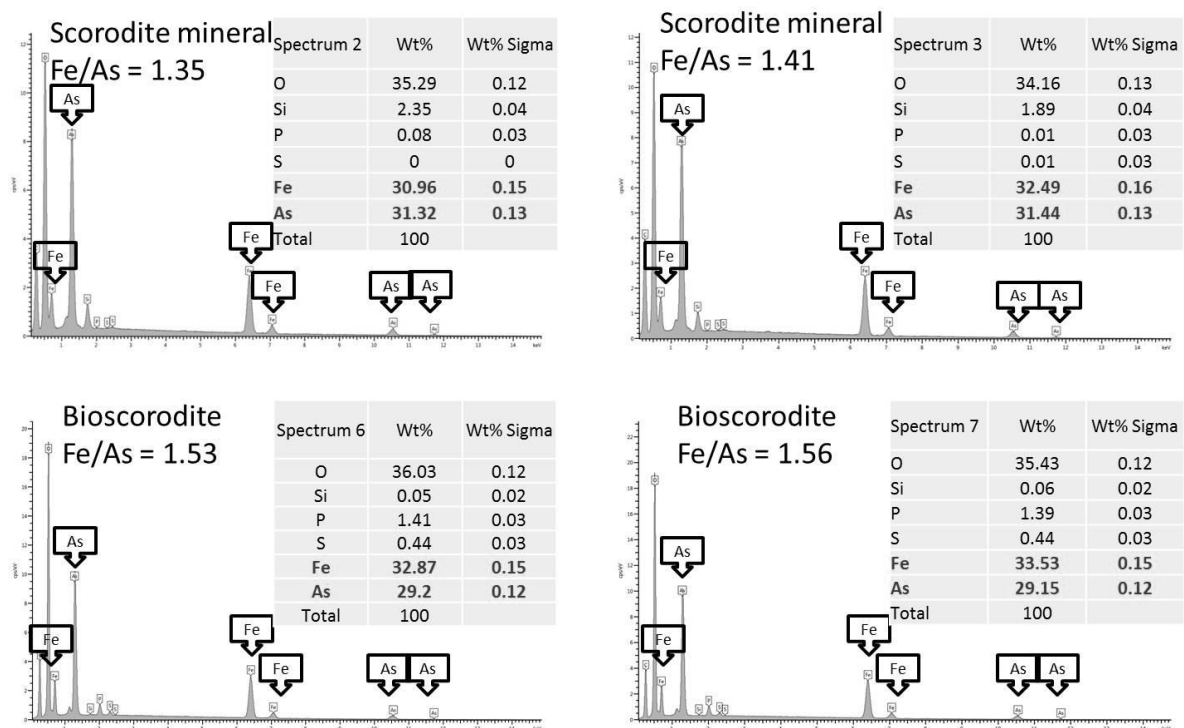 Scorodite mineral
Fe/As = 1.35
Spectrum 2 Wt% Wt% Sigma
O 35.29 0.12
Si 2.35 0.04
P 0.08 0.03
S 0 0
Fe 30.96 0.15
As 31.32 0.13
Total 100
As
Fe
Fe
Fe
As
As
Scorodite mineral
Fe/As = 1.41
Spectrum 3 Wt% Wt% Sigma
O 34.16 0.13
Si 1.89 0.04
P 0.01 0.03
S 0.01 0.03
Fe 32.49 0.16
As 31.44 0.13
Total 100
As
Fe
Fe
Fe
As
As
Bioscorodite
Fe/As = 1.53
Spectrum 6 Wt% Wt% Sigma
O 36.03 0.12
Si 0.05 0.02
P 1.41 0.03
S 0.44 0.03
Fe 32.87 0.15
As 29.2 0.12
Total 100
As
Fe
Fe
Fe
As
As
Bioscorodite
Fe/As = 1.56
Spectrum 7 Wt% Wt% Sigma
O 35.43 0.12
Si 0.06 0.02
P 1.39 0.03
S 0.44 0.03
Fe 33.53 0.15
As 29.15 0.12
Total 100
As
Fe
Fe
Fe
As
As